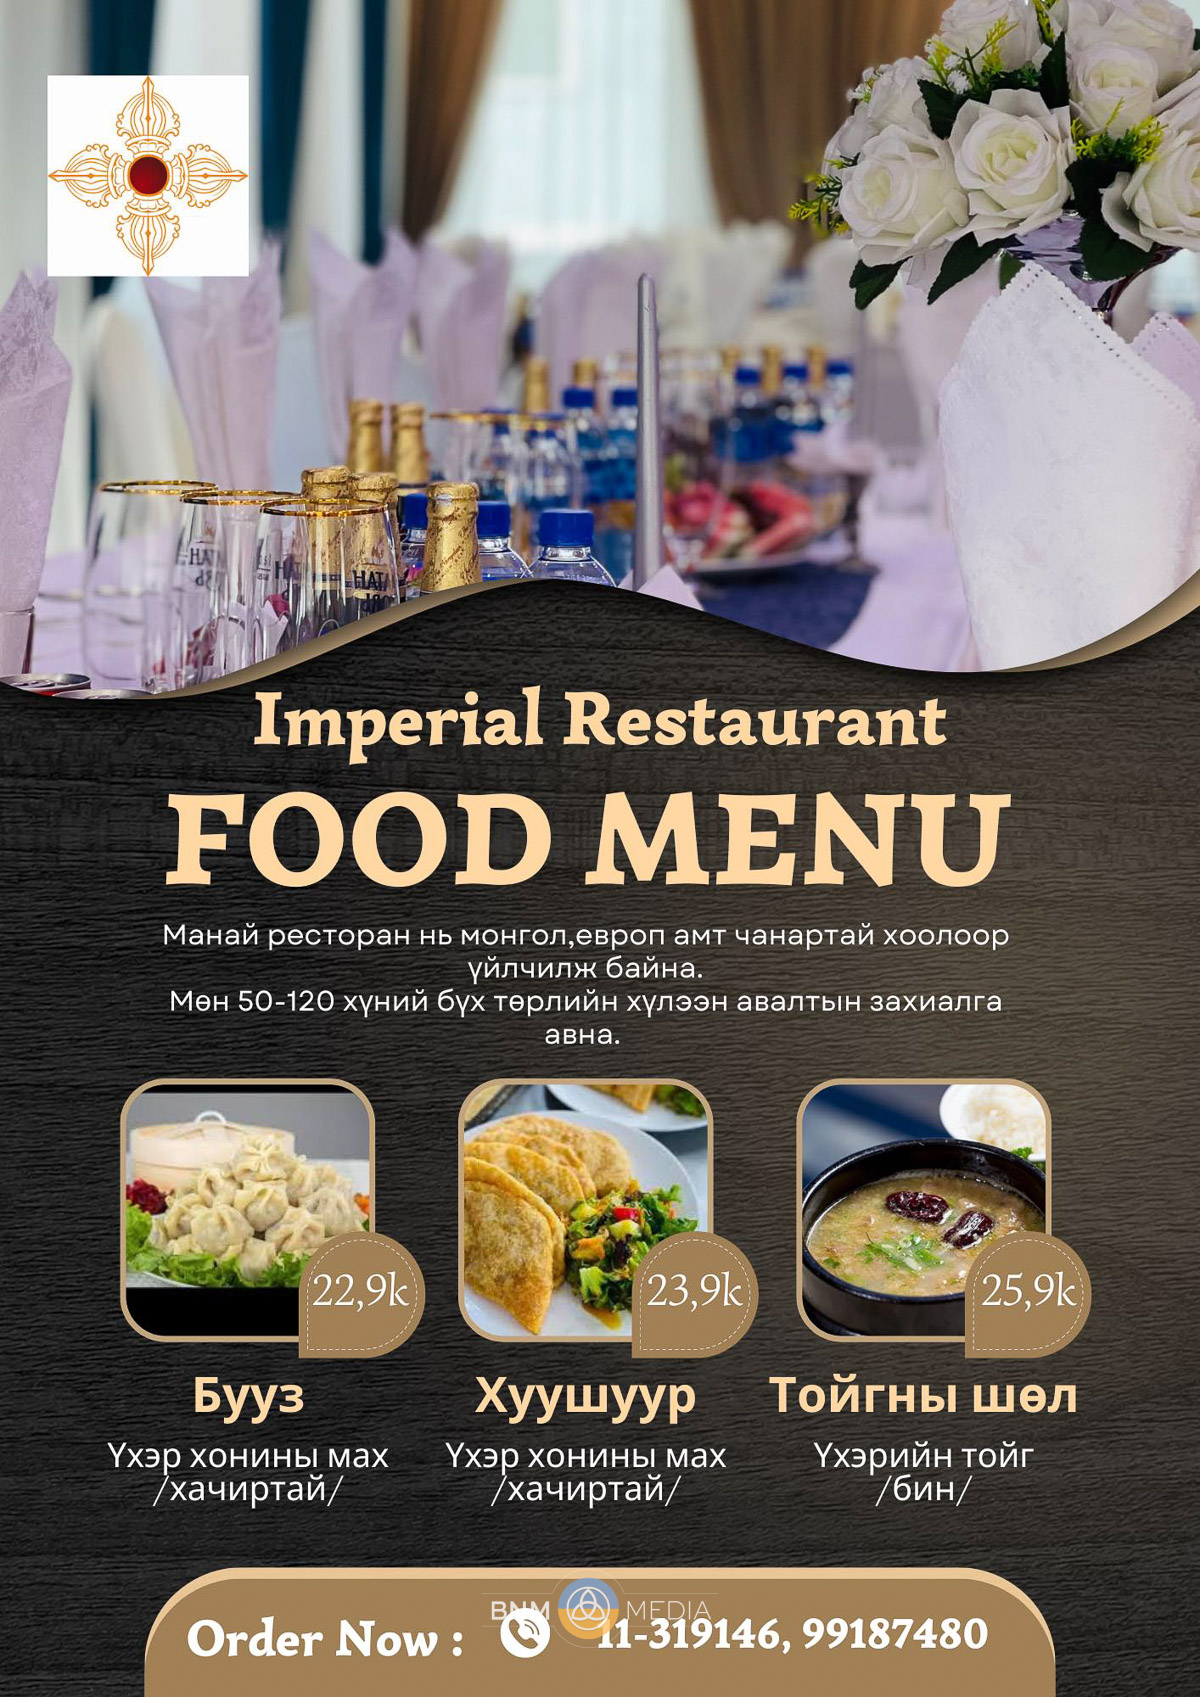 Imperial Restaurant
FOOD MENU
Манай ресторан нь монгол,европ амт чанартай хоолоор
үйлчилж байна.
Мөн 50-120 хүний бүх төрлийн хүлээн авалтын захиалга
авна.
22,9k
23,9k
25,9k
Бууз
Хуушуур
Тойгны шөл
Үхэр хонины мах
/хачиртай/
Үхэр хонины мах
/хачиртай/
Үхэрийн тойг
/бин/
BNM MEDIA
Order Now : 11-319146, 99187480